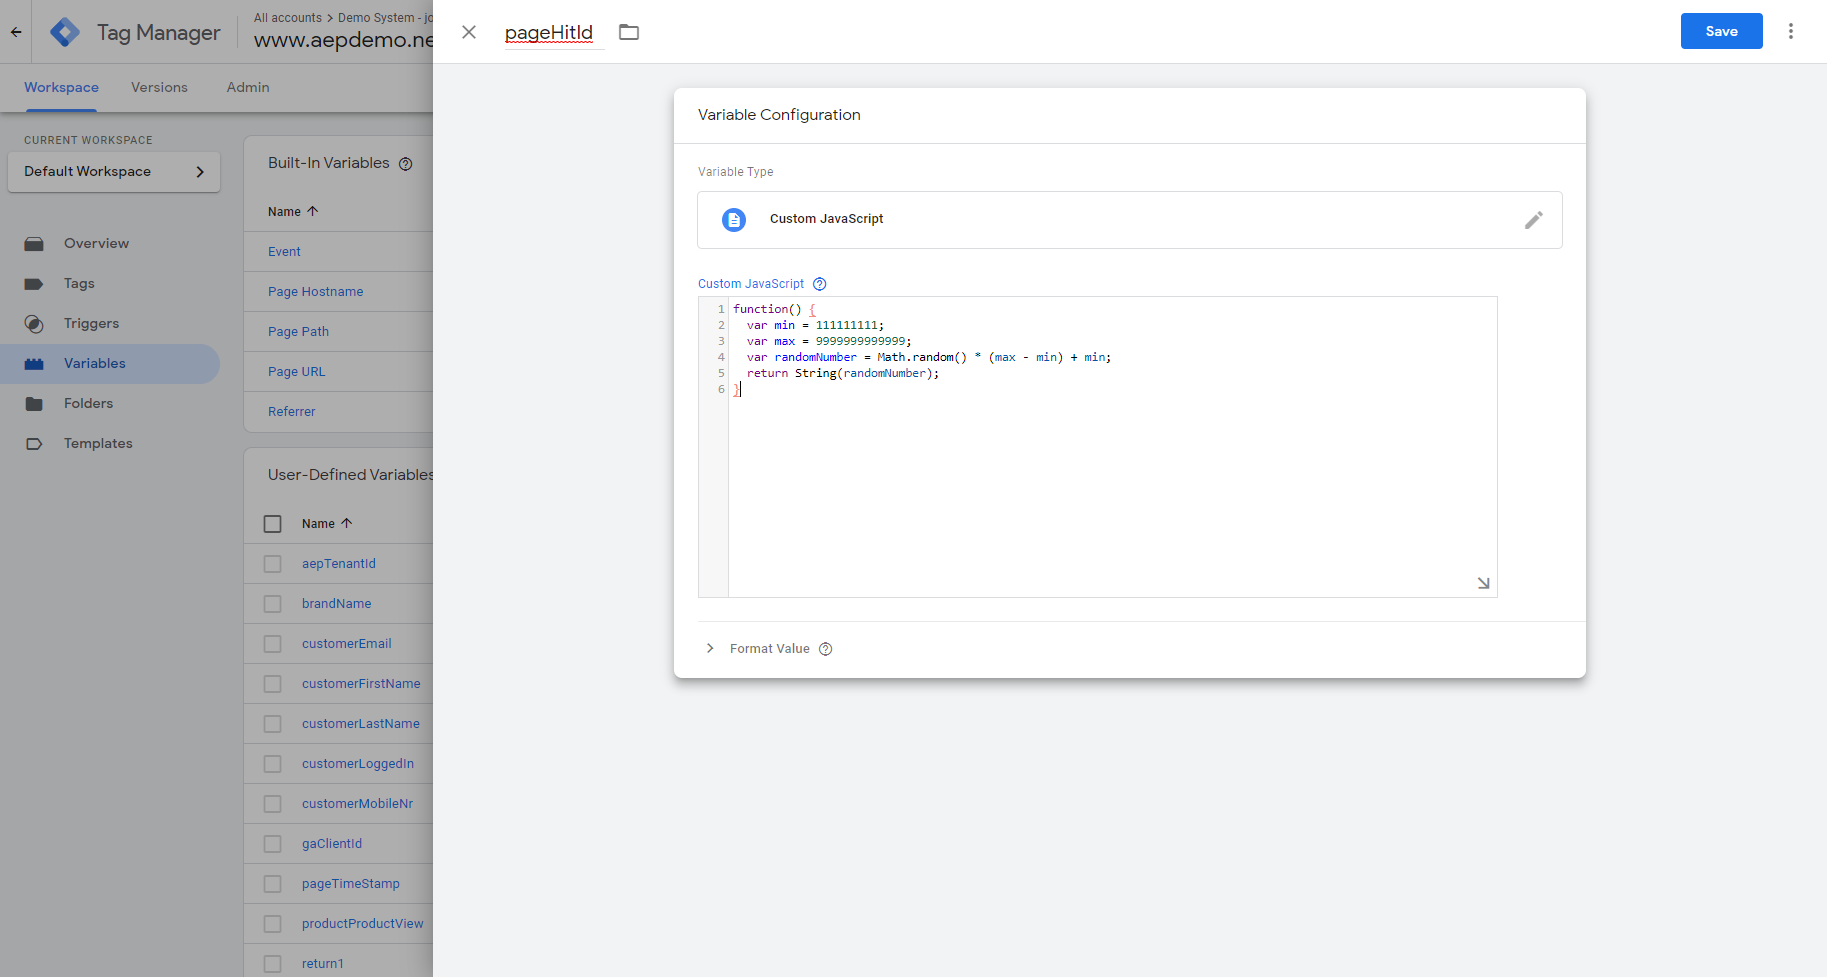 Tag Manager
All accounts > Demo System - jo
www.aepdemo.ne
pageHitId
Save
Workspace
Versions
Admin
CURRENT WORKSPACE
Default Workspace
Overview
Tags
Triggers
Variables
Folders
Templates
Built-In Variables
Name
Event
Page Hostname
Page Path
Page URL
Referrer
User-Defined Variables
Name
aepTenantId
brandName
customerEmail
customerFirstName
customerLastName
customerLoggedIn
customerMobileNr
gaClientId
pageTimeStamp
productProductView
return1
Variable Configuration
Variable Type
Custom JavaScript
Custom JavaScript
1 function() {
2 var min = 111111111;
3 var max = 9999999999999;
4 var randomNumber = Math.random() * (max - min) + min;
5 return String(randomNumber);
6 }
Format Value